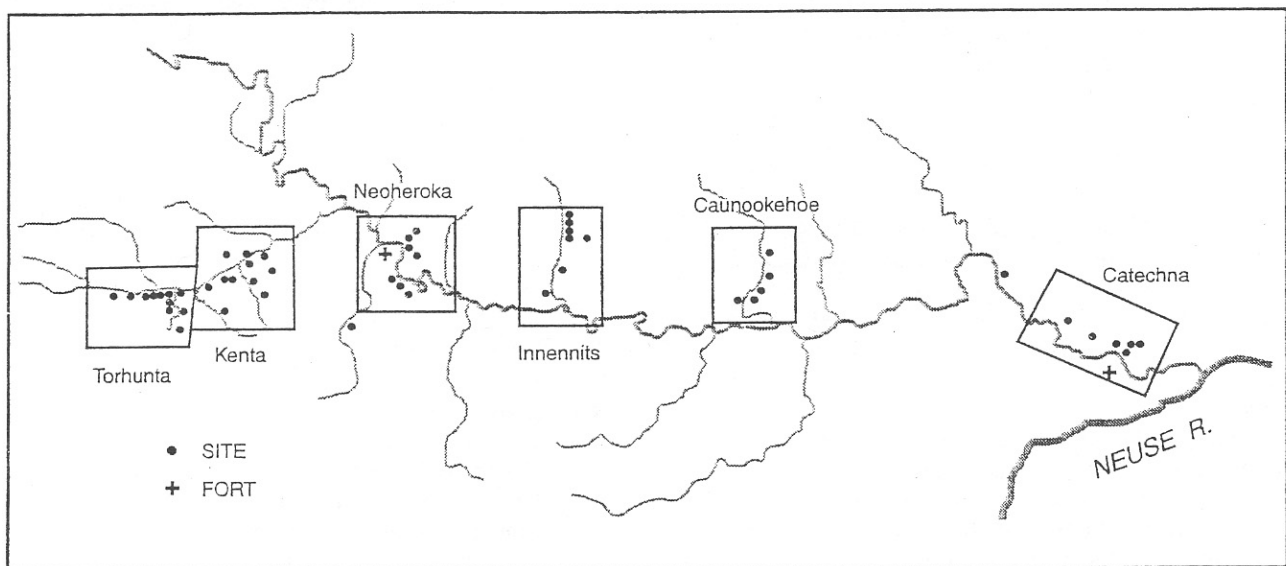 Neoheroka
Caunookehoe
Catechna
Innennits
Kenta
Torhunta
SITE
FORT
NEUSE R.